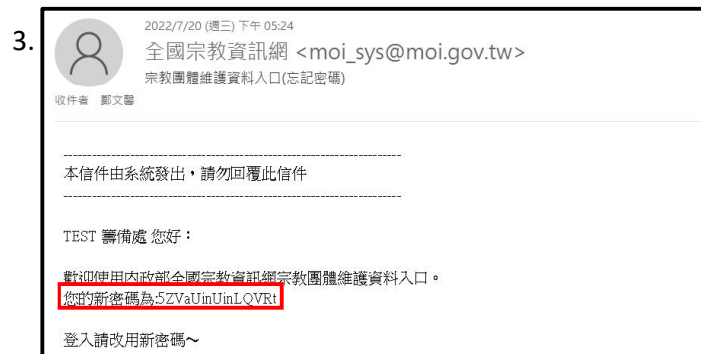 3.
2022/7/20 (週三) 下午 05:24
全國宗教資訊網 <moi_sys@moi.gov.tw>
宗教團體維護資料入口(忘記密碼)
收件者 鄭文馨
------------------------------------------------------------------------
本信件由系統發出，請勿回覆此信件
------------------------------------------------------------------------
TEST 籌備處 您好：
歡迎使用內政部全國宗教資訊網宗教團體維護資料入口。
您的新密碼為:5ZVaUinUinLQVRt
登入請改用新密碼～